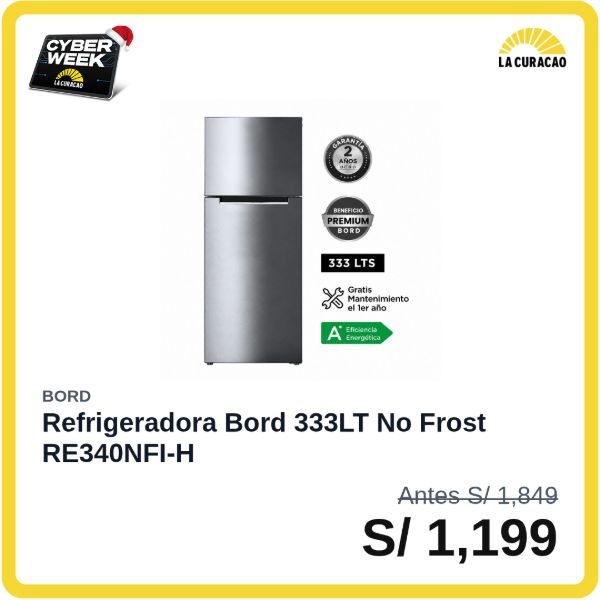 CYBER
WEEK
LA CURACAO
LA CURACAO
GARANTÍA
2
AÑOS
BORD
BENEFICIO
PREMIUM
BORD
333 LTS
Gratis
Mantenimiento
el 1er año
A+
Eficiencia
Energética
BORD
Refrigeradora Bord 333LT No Frost
RE340NFI-H
Antes S/ 1,849
S/ 1,199